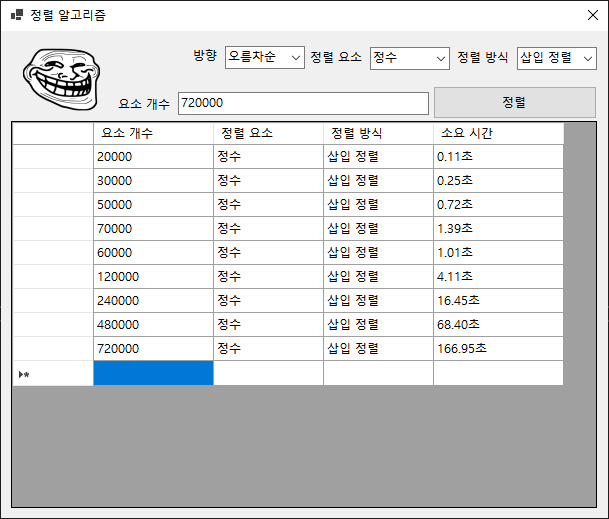 정렬 알고리즘
방향 오름차순 정렬 요소 정수 정렬 방식 삽입 정렬
요소 개수 720000 정렬
요소 개수 정렬 요소 정렬 방식 소요 시간
20000 정수 삽입 정렬 0.11초
30000 정수 삽입 정렬 0.25초
50000 정수 삽입 정렬 0.72초
70000 정수 삽입 정렬 1.39초
60000 정수 삽입 정렬 1.01초
120000 정수 삽입 정렬 4.11초
240000 정수 삽입 정렬 16.45초
480000 정수 삽입 정렬 68.40초
720000 정수 삽입 정렬 166.95초